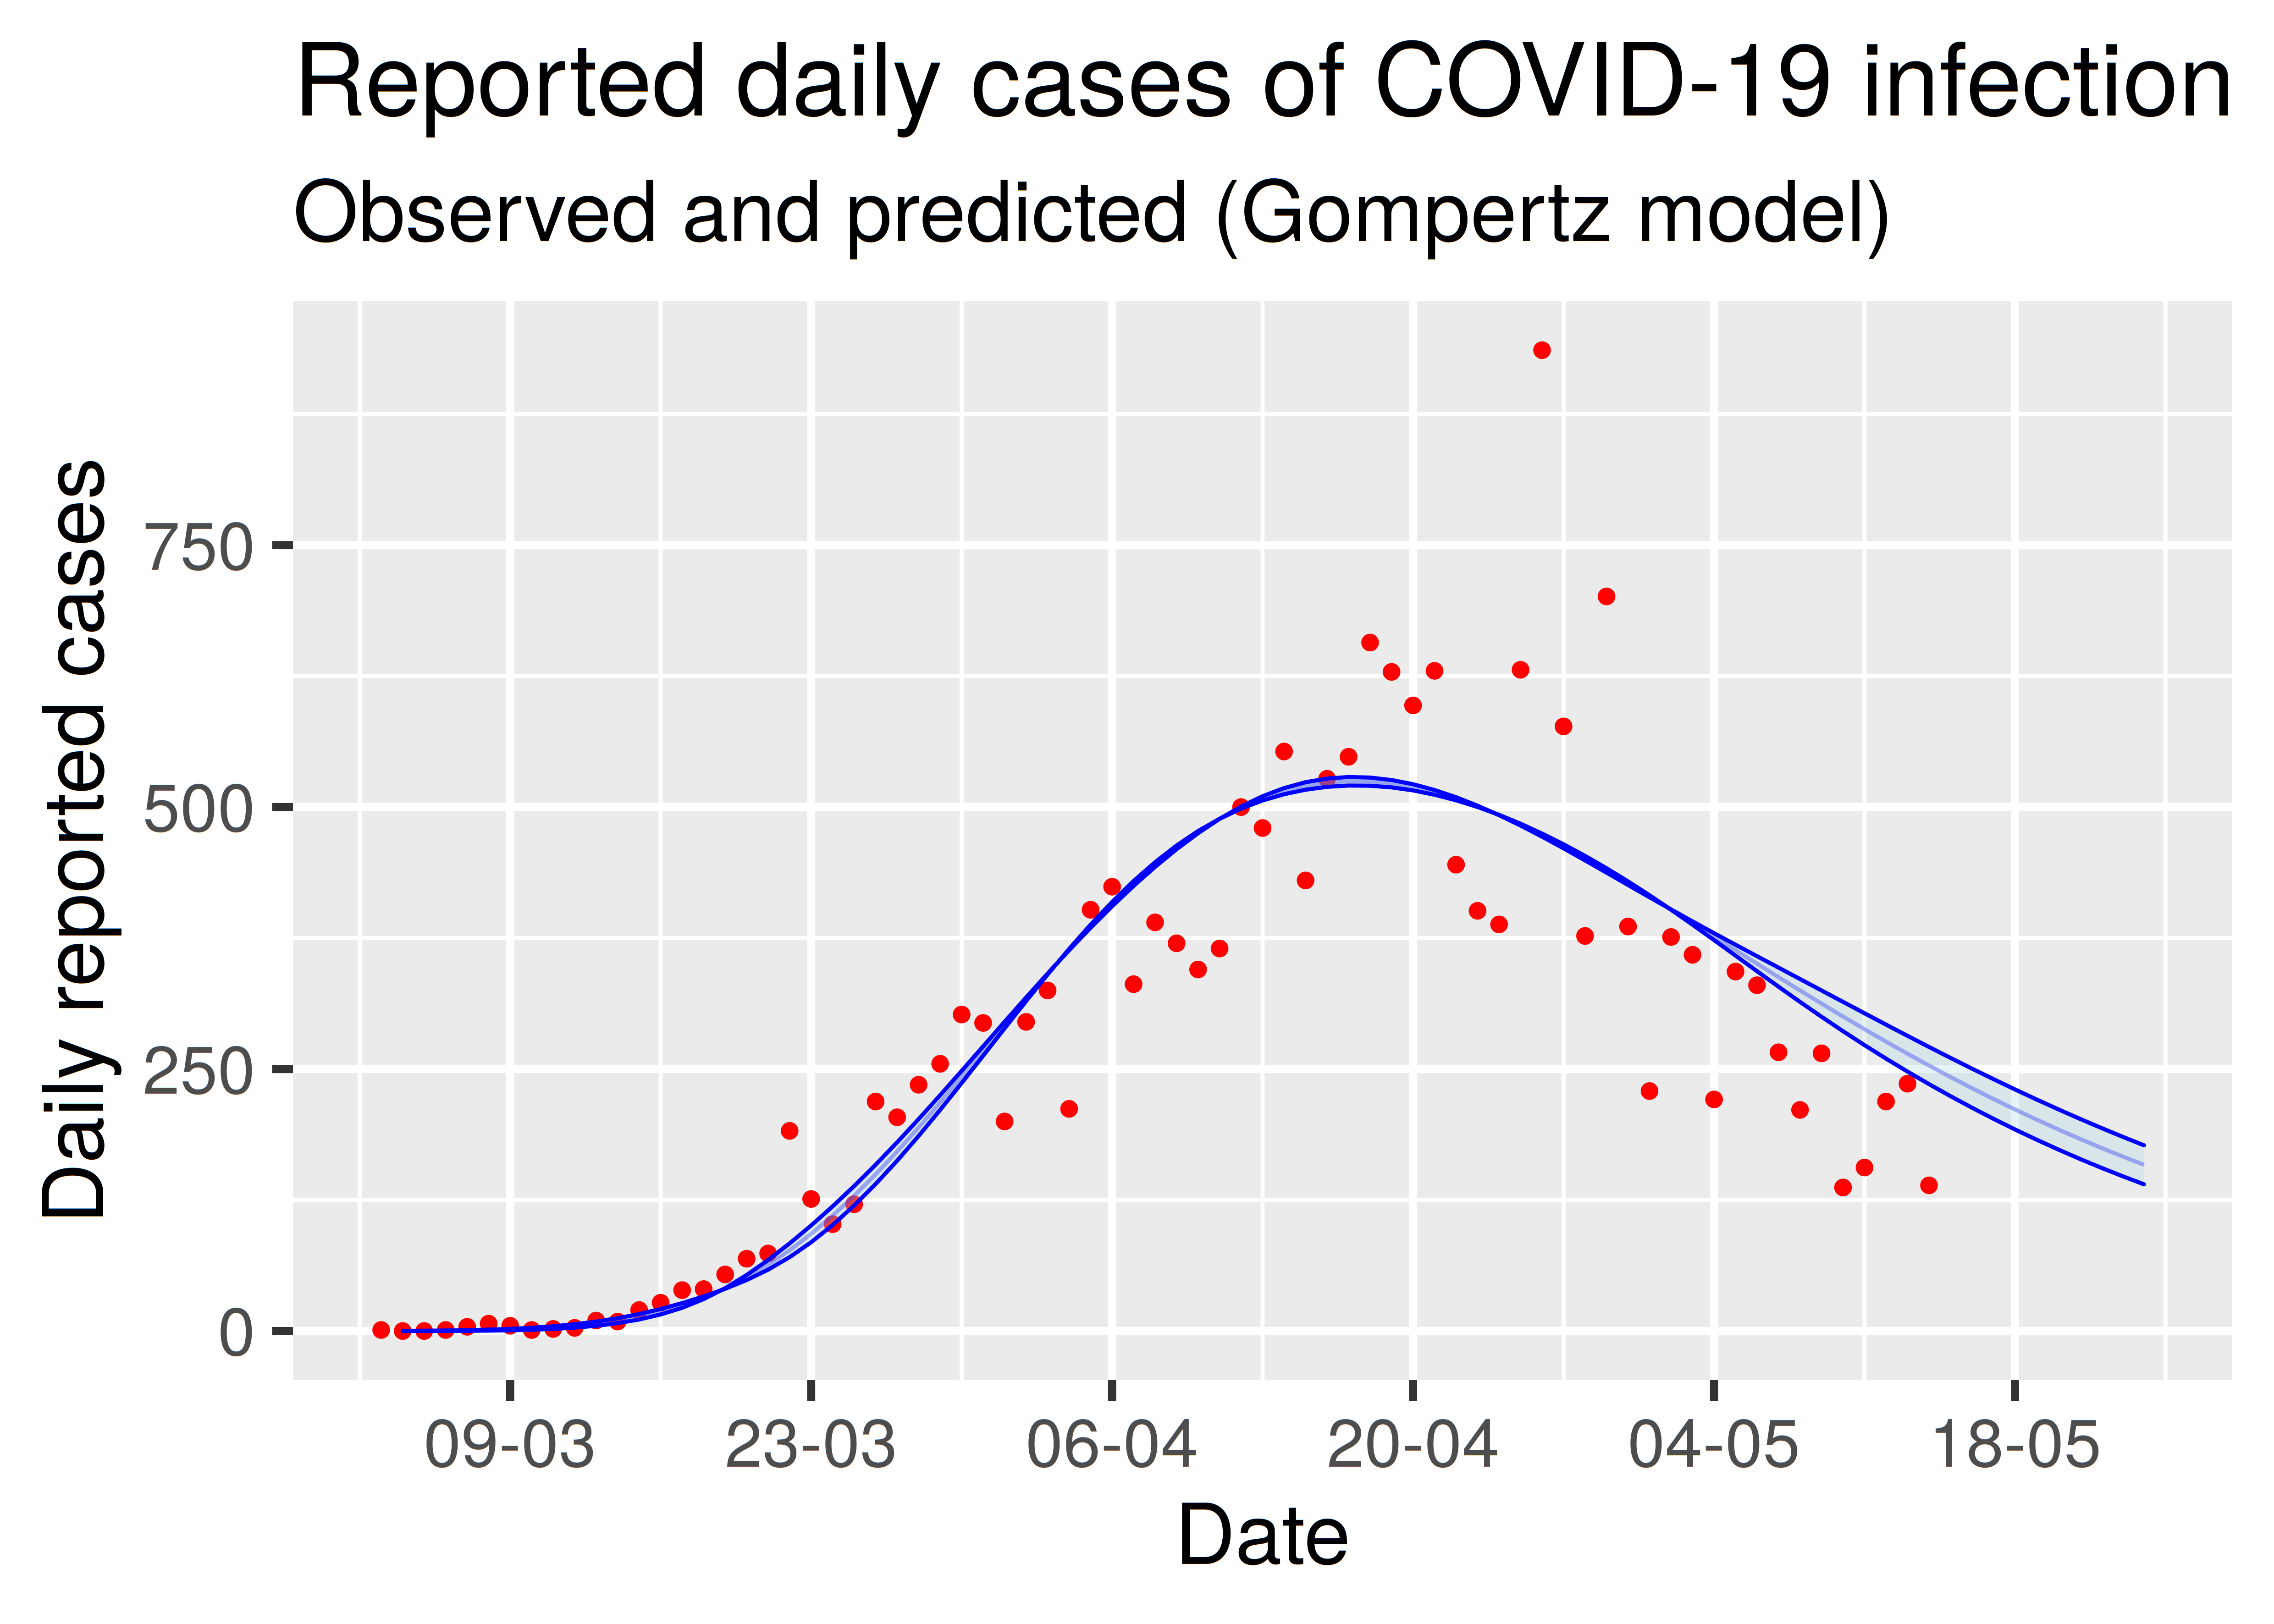 Reported daily cases of COVID-19 infection
Observed and predicted (Gompertz model)
Daily reported cases
750
500
250
0
09-03 23-03 06-04 20-04 04-05 18-05
Date